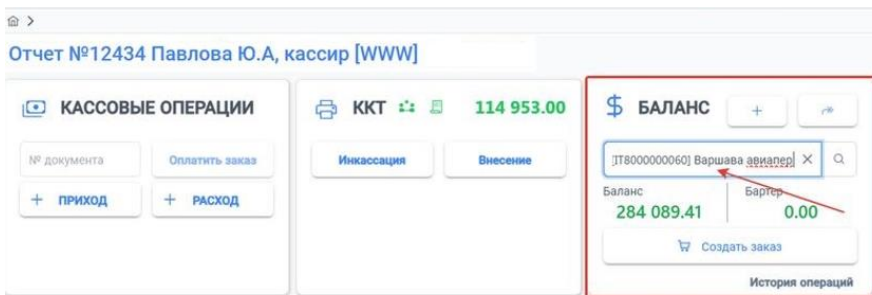 Отчет №12434 Павлова Ю.А, кассир [WWW]
КАССОВЫЕ ОПЕРАЦИИ
№ документа Оплатить заказ
+ ПРИХОД + РАСХОД
ККТ 114 953.00
Инкассация Внесение
$ БАЛАНС +
IT8000000060] Варшава авиапер
Баланс Бартер
284 089.41 0.00
Создать заказ
История операций